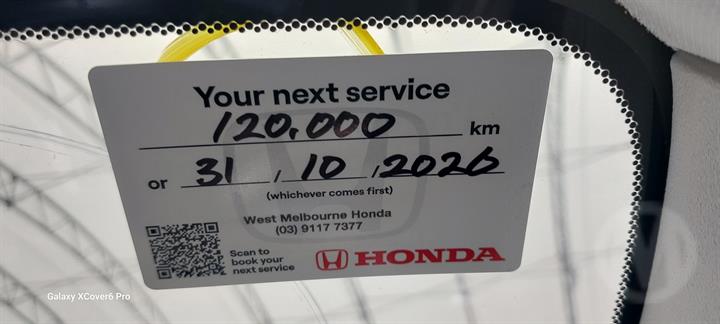 Your next service
120,000 km
or 31, 10, 2026
(whichever comes first)
West Melbourne Honda
(03) 9117 7377
Scan to
book your
next service
HONDA
Galaxy XCover6 Pro